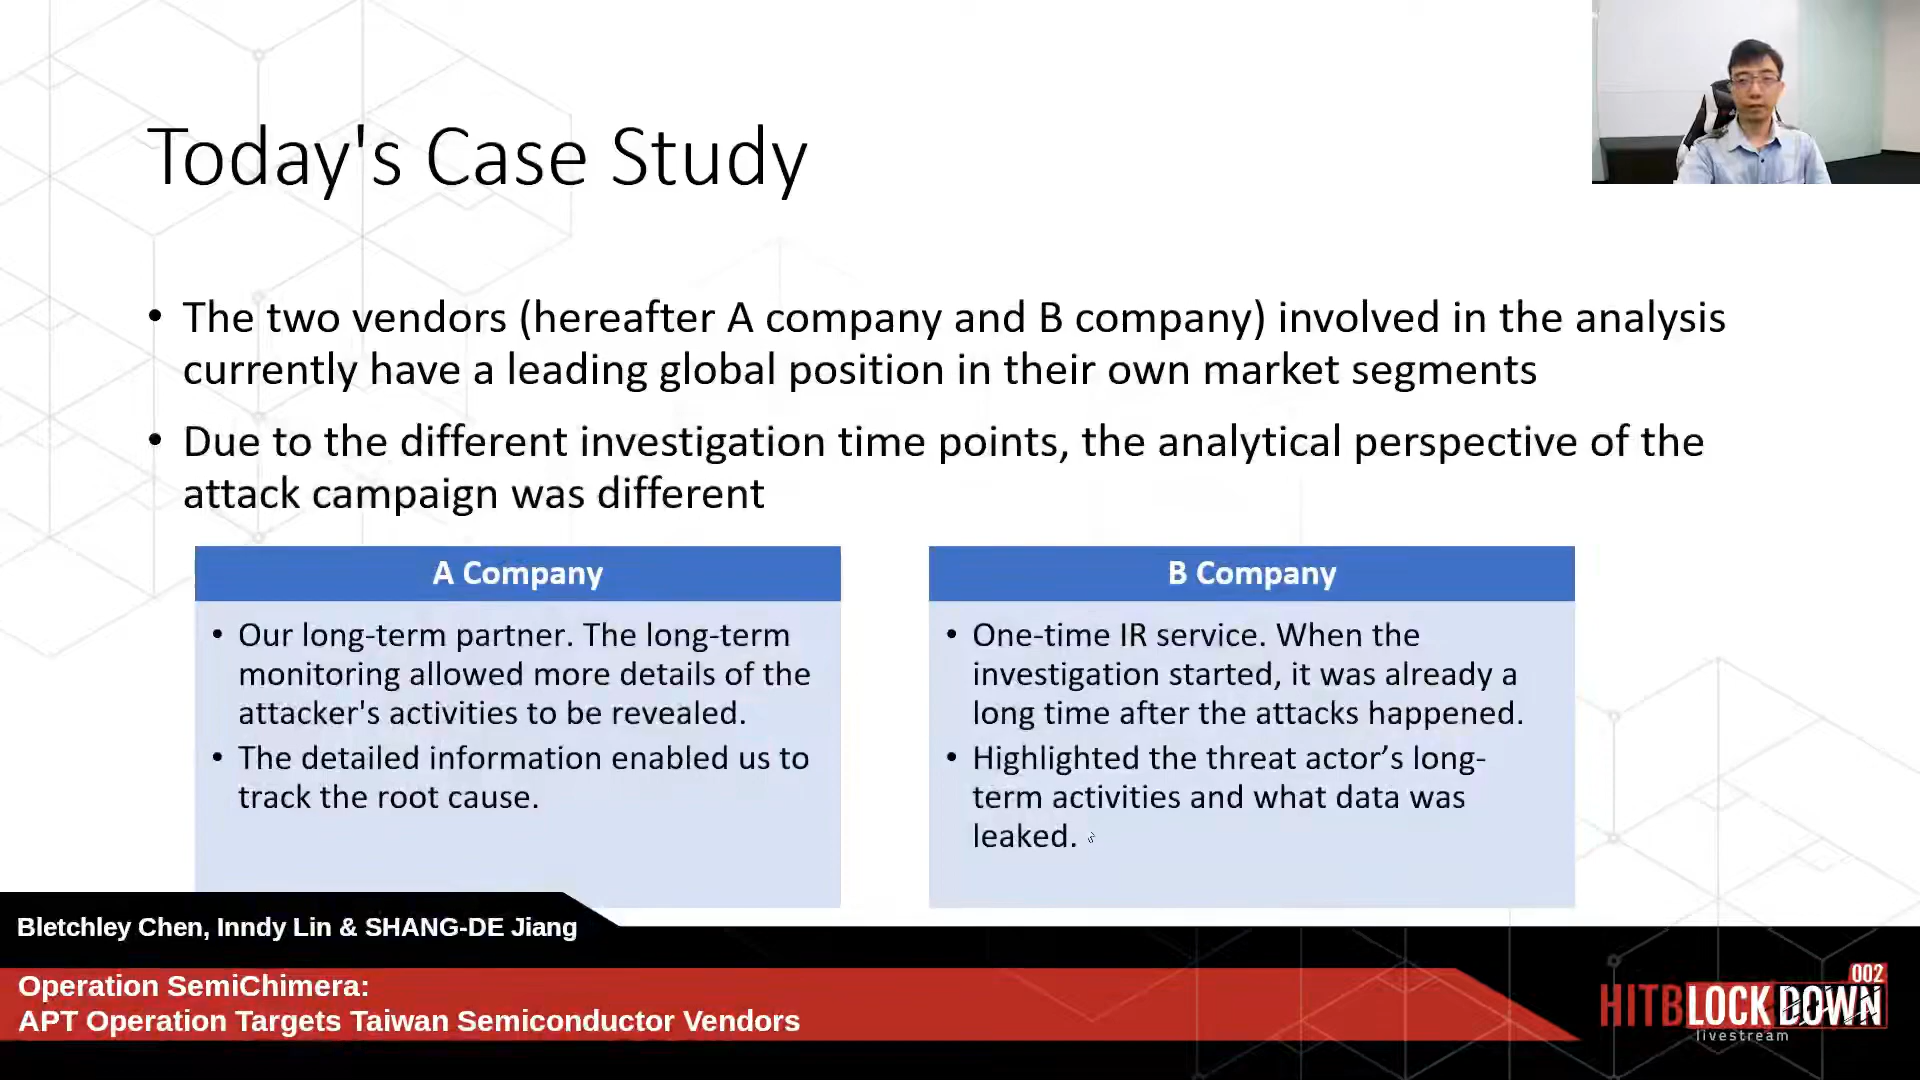 Today's Case Study
• The two vendors (hereafter A company and B company) involved in the analysis
currently have a leading global position in their own market segments
• Due to the different investigation time points, the analytical perspective of the
attack campaign was different
A Company
• Our long-term partner. The long-term
monitoring allowed more details of the
attacker's activities to be revealed.
• The detailed information enabled us to
track the root cause.
B Company
• One-time IR service. When the
investigation started, it was already a
long time after the attacks happened.
• Highlighted the threat actor’s long-
term activities and what data was
leaked.
Bletchley Chen, Inndy Lin & SHANG-DE Jiang
Operation SemiChimera:
APT Operation Targets Taiwan Semiconductor Vendors
002
HITBLOCKDOWN
livestream